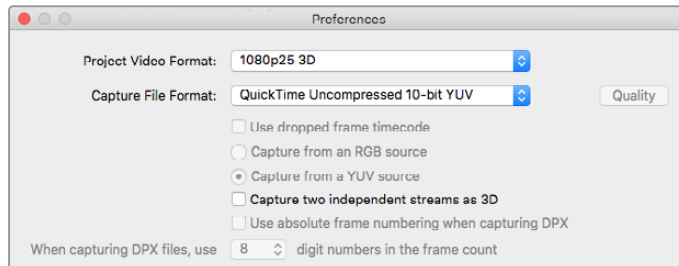 Preferences
Project Video Format: 1080p25 3D
Capture File Format: QuickTime Uncompressed 10-bit YUV Quality
Use dropped frame timecode
Capture from an RGB source
Capture from a YUV source
Capture two independent streams as 3D
Use absolute frame numbering when capturing DPX
When capturing DPX files, use 8 digit numbers in the frame count